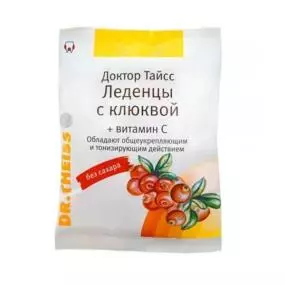 Доктор Тайсс
Леденцы
с клюквой
+ витамин С
Обладают общеукрепляющим
и тонизирующим действием
без сахара
DR.THEISS